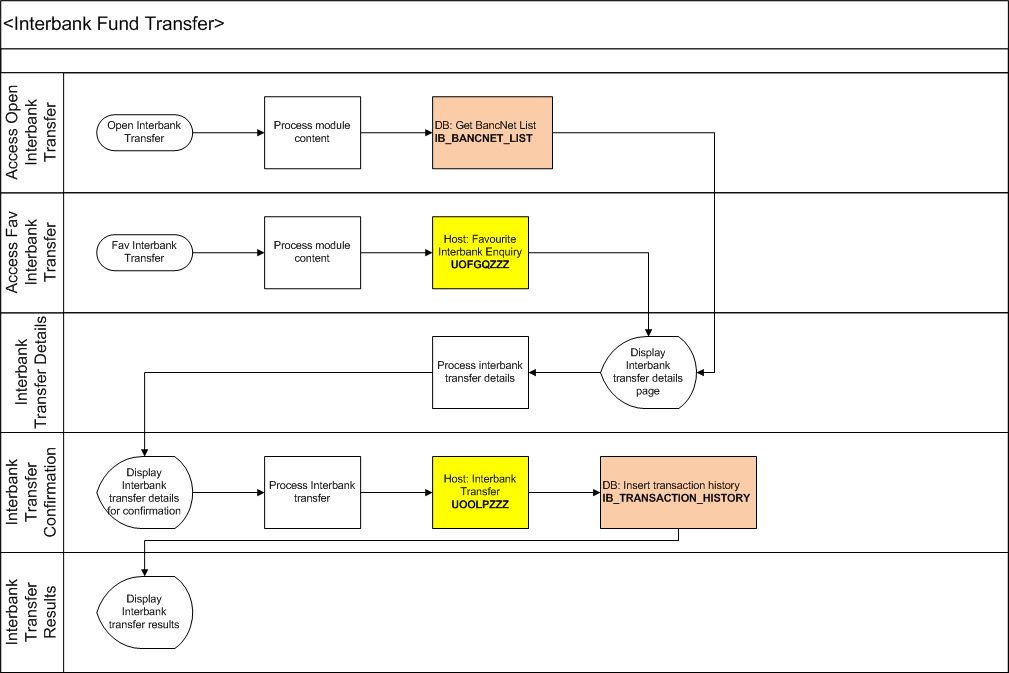 <Interbank Fund Transfer>
Access Open
Interbank
Transfer
Open Interbank
Transfer
Process module
content
DB: Get BancNet List
IB_BANCNET_LIST
Access Fav
Interbank
Transfer
Fav Interbank
Transfer
Process module
content
Host: Favourite
Interbank Enquiry
UOFGQZZZ
Interbank
Transfer Details
Process interbank
transfer details
Display
Interbank
transfer details
page
Interbank
Transfer
Confirmation
Display
Interbank
transfer details
for confirmation
Process Interbank
transfer
Host: Interbank
Transfer
UOOLPZZZ
DB: Insert transaction history
IB_TRANSACTION_HISTORY
Interbank
Transfer
Results
Display
Interbank
transfer results